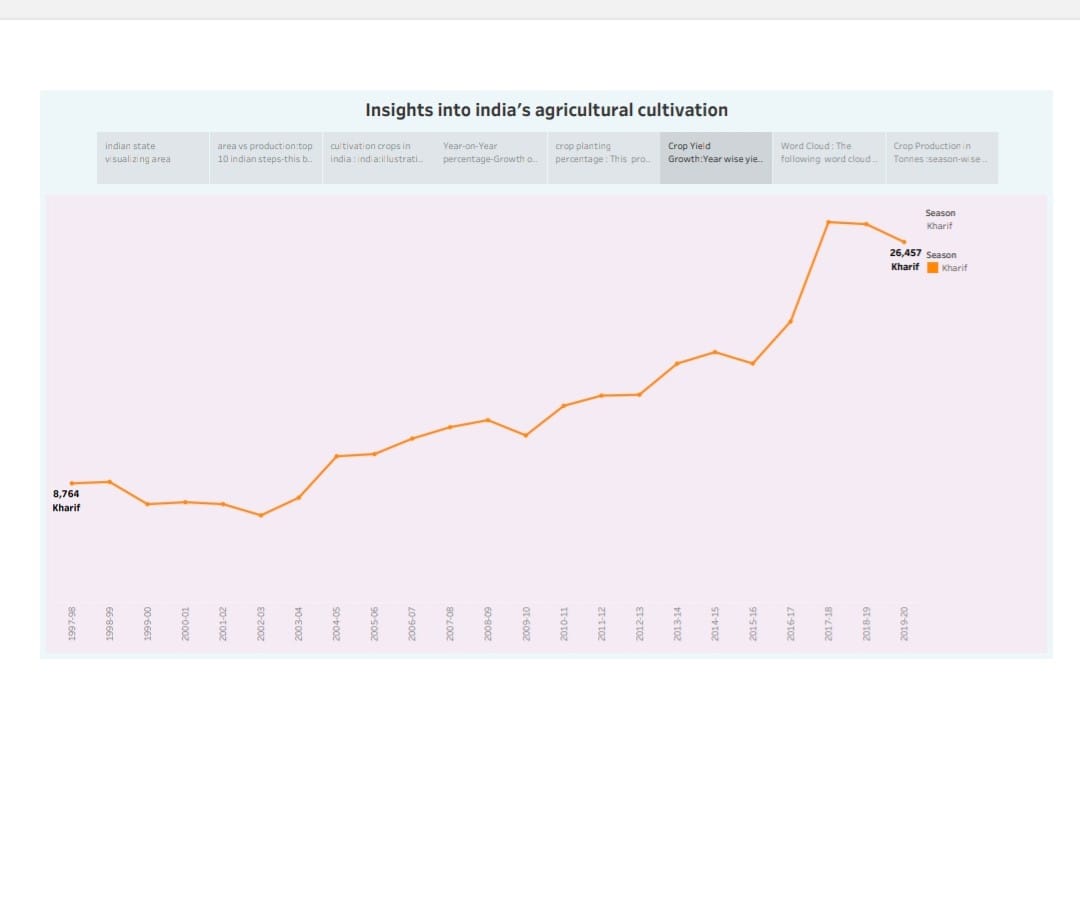 Insights into india's agricultural cultivation
indian state
visualizing area
area vs production:top
10 indian steps-this b..
cultivation crops in
india : india:illustrati..
Year-on-Year
percentage-Growth o..
crop planting
percentage : This pro..
Crop Yield
Growth:Year wise yie..
Word Cloud : The
following word cloud ..
Crop Production in
Tonnes :season-wise ..
Season
Kharif
26,457
Kharif
Season
Kharif
8,764
Kharif
1997-98
1998-99
1999-00
2000-01
2001-02
2002-03
2003-04
2004-05
2005-06
2006-07
2007-08
2008-09
2009-10
2010-11
2011-12
2012-13
2013-14
2014-15
2015-16
2016-17
2017-18
2018-19
2019-20